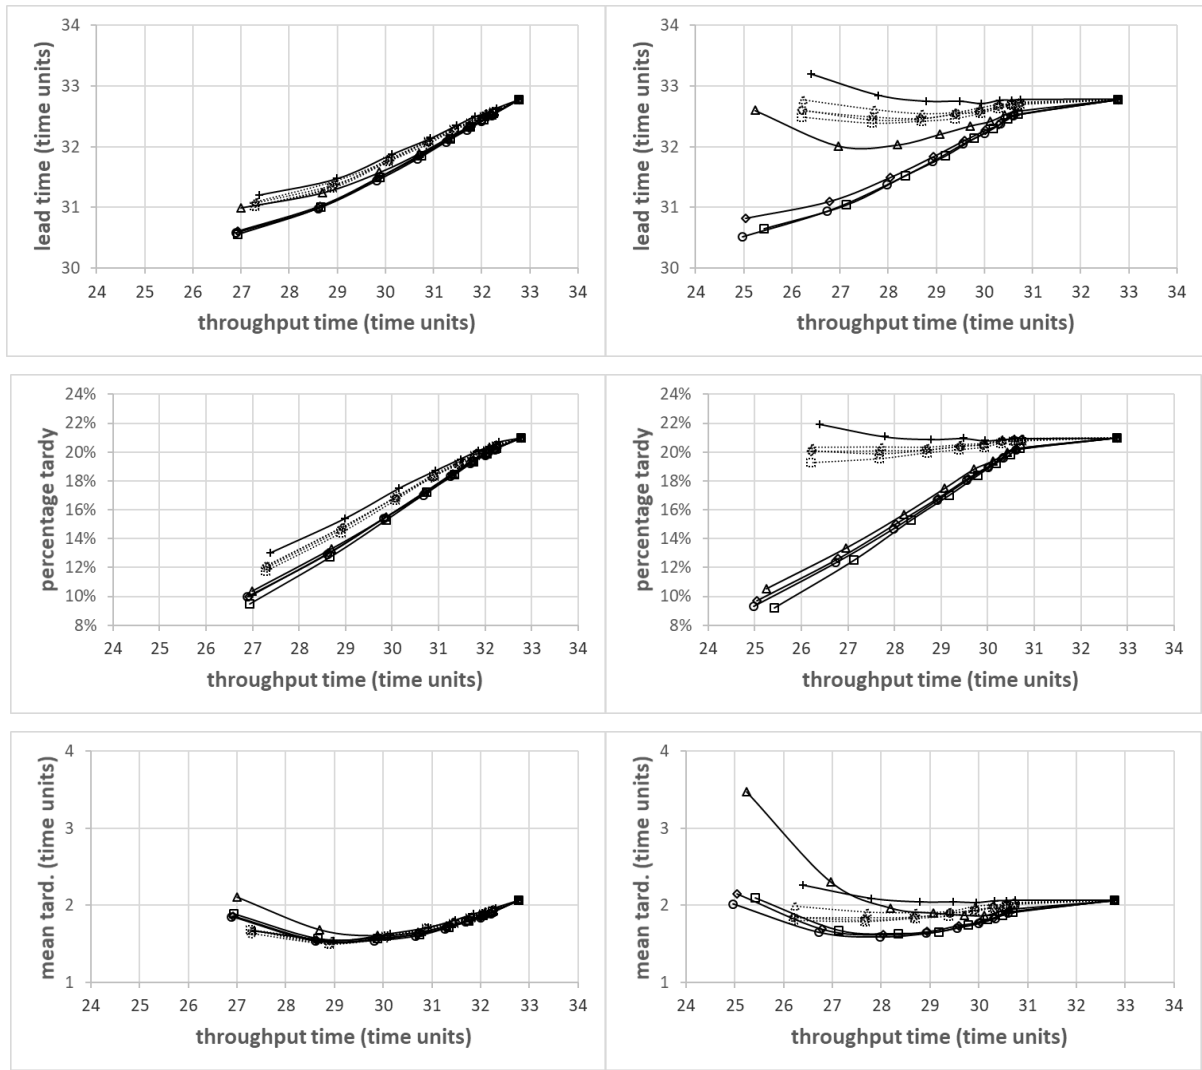 lead time (time units)
34
33
32
31
30
24 25 26 27 28 29 30 31 32 33 34
throughput time (time units)
lead time (time units)
34
33
32
31
30
24 25 26 27 28 29 30 31 32 33 34
throughput time (time units)
percentage tardy
24%
22%
20%
18%
16%
14%
12%
10%
8%
24 25 26 27 28 29 30 31 32 33 34
throughput time (time units)
percentage tardy
24%
22%
20%
18%
16%
14%
12%
10%
8%
24 25 26 27 28 29 30 31 32 33 34
throughput time (time units)
mean tard. (time units)
4
3
2
1
24 25 26 27 28 29 30 31 32 33 34
throughput time (time units)
mean tard. (time units)
4
3
2
1
24 25 26 27 28 29 30 31 32 33 34
throughput time (time units)